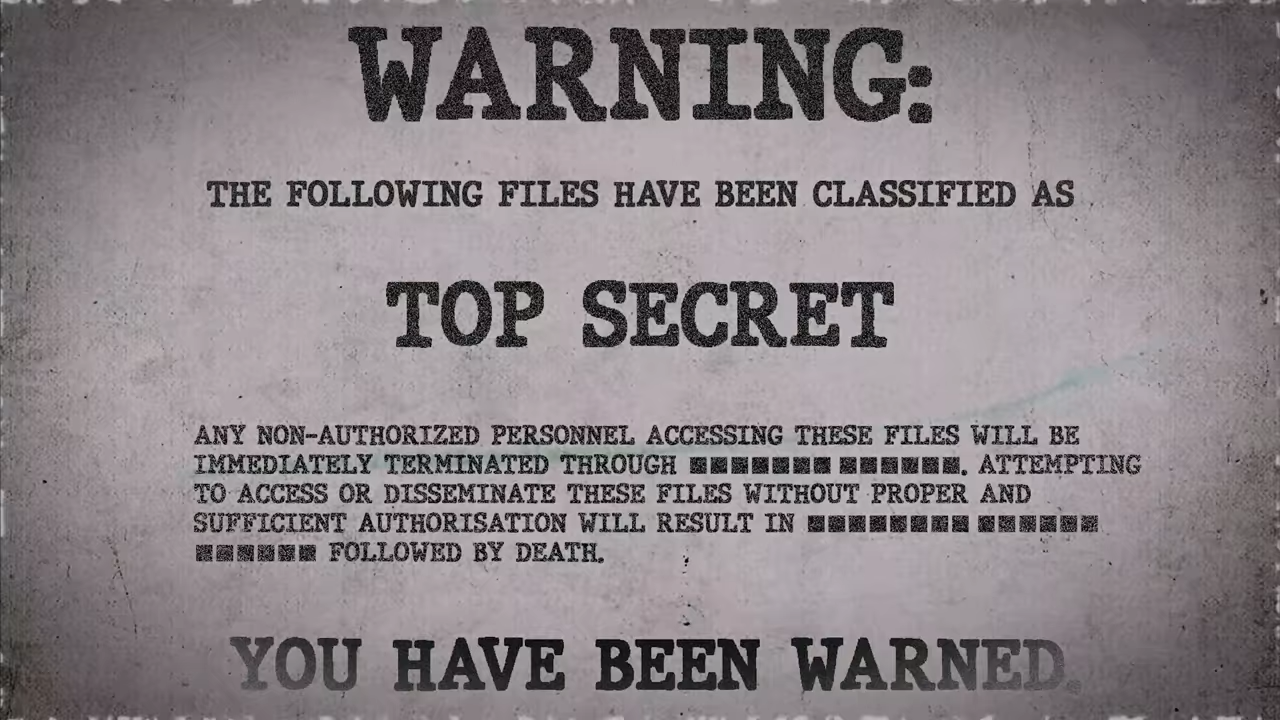 WARNING:
THE FOLLOWING FILES HAVE BEEN CLASSIFIED AS
TOP SECRET
ANY NON-AUTHORIZED PERSONNEL ACCESSING THESE FILES WILL BE
IMMEDIATELY TERMINATED THROUGH ■■■■■■■ ■■■■■■. ATTEMPTING
TO ACCESS OR DISSEMINATE THESE FILES WITHOUT PROPER AND
SUFFICIENT AUTHORISATION WILL RESULT IN ■■■■■■■■ ■■■■■■
■■■■■■ FOLLOWED BY DEATH.
YOU HAVE BEEN WARNED.